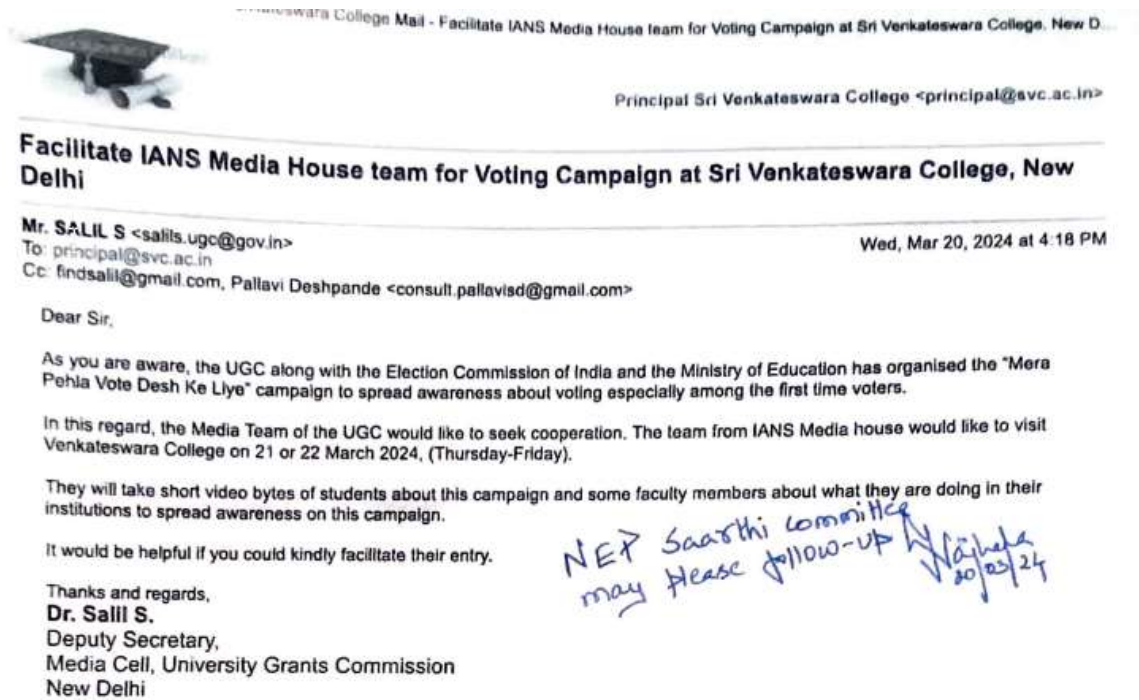 College Mail - Facilitate IANS Media House team for Voting Campaign at Sri Venkateswara College, New D...
Principal Sri Venkateswara College <principal@svc.ac.in>
Facilitate IANS Media House team for Voting Campaign at Sri Venkateswara College, New
Delhi
Mr. SALIL S <salils.ugc@gov.in>
Wed, Mar 20, 2024 at 4:18 PM
To: principal@svc.ac.in
Cc: findsalil@gmail.com, Pallavi Deshpande <consult.pallavisd@gmail.com>
Dear Sir,
As you are aware, the UGC along with the Election Commission of India and the Ministry of Education has organised the "Mera
Pehla Vote Desh Ke Liye" campaign to spread awareness about voting especially among the first time voters.
In this regard, the Media Team of the UGC would like to seek cooperation. The team from IANS Media house would like to visit
Venkateswara College on 21 or 22 March 2024, (Thursday-Friday).
They will take short video bytes of students about this campaign and some faculty members about what they are doing in their
institutions to spread awareness on this campaign.
It would be helpful if you could kindly facilitate their entry.
NEP Saarthi committee
may please follow-up
20/03/24
Thanks and regards,
Dr. Salil S.
Deputy Secretary,
Media Cell, University Grants Commission
New Delhi